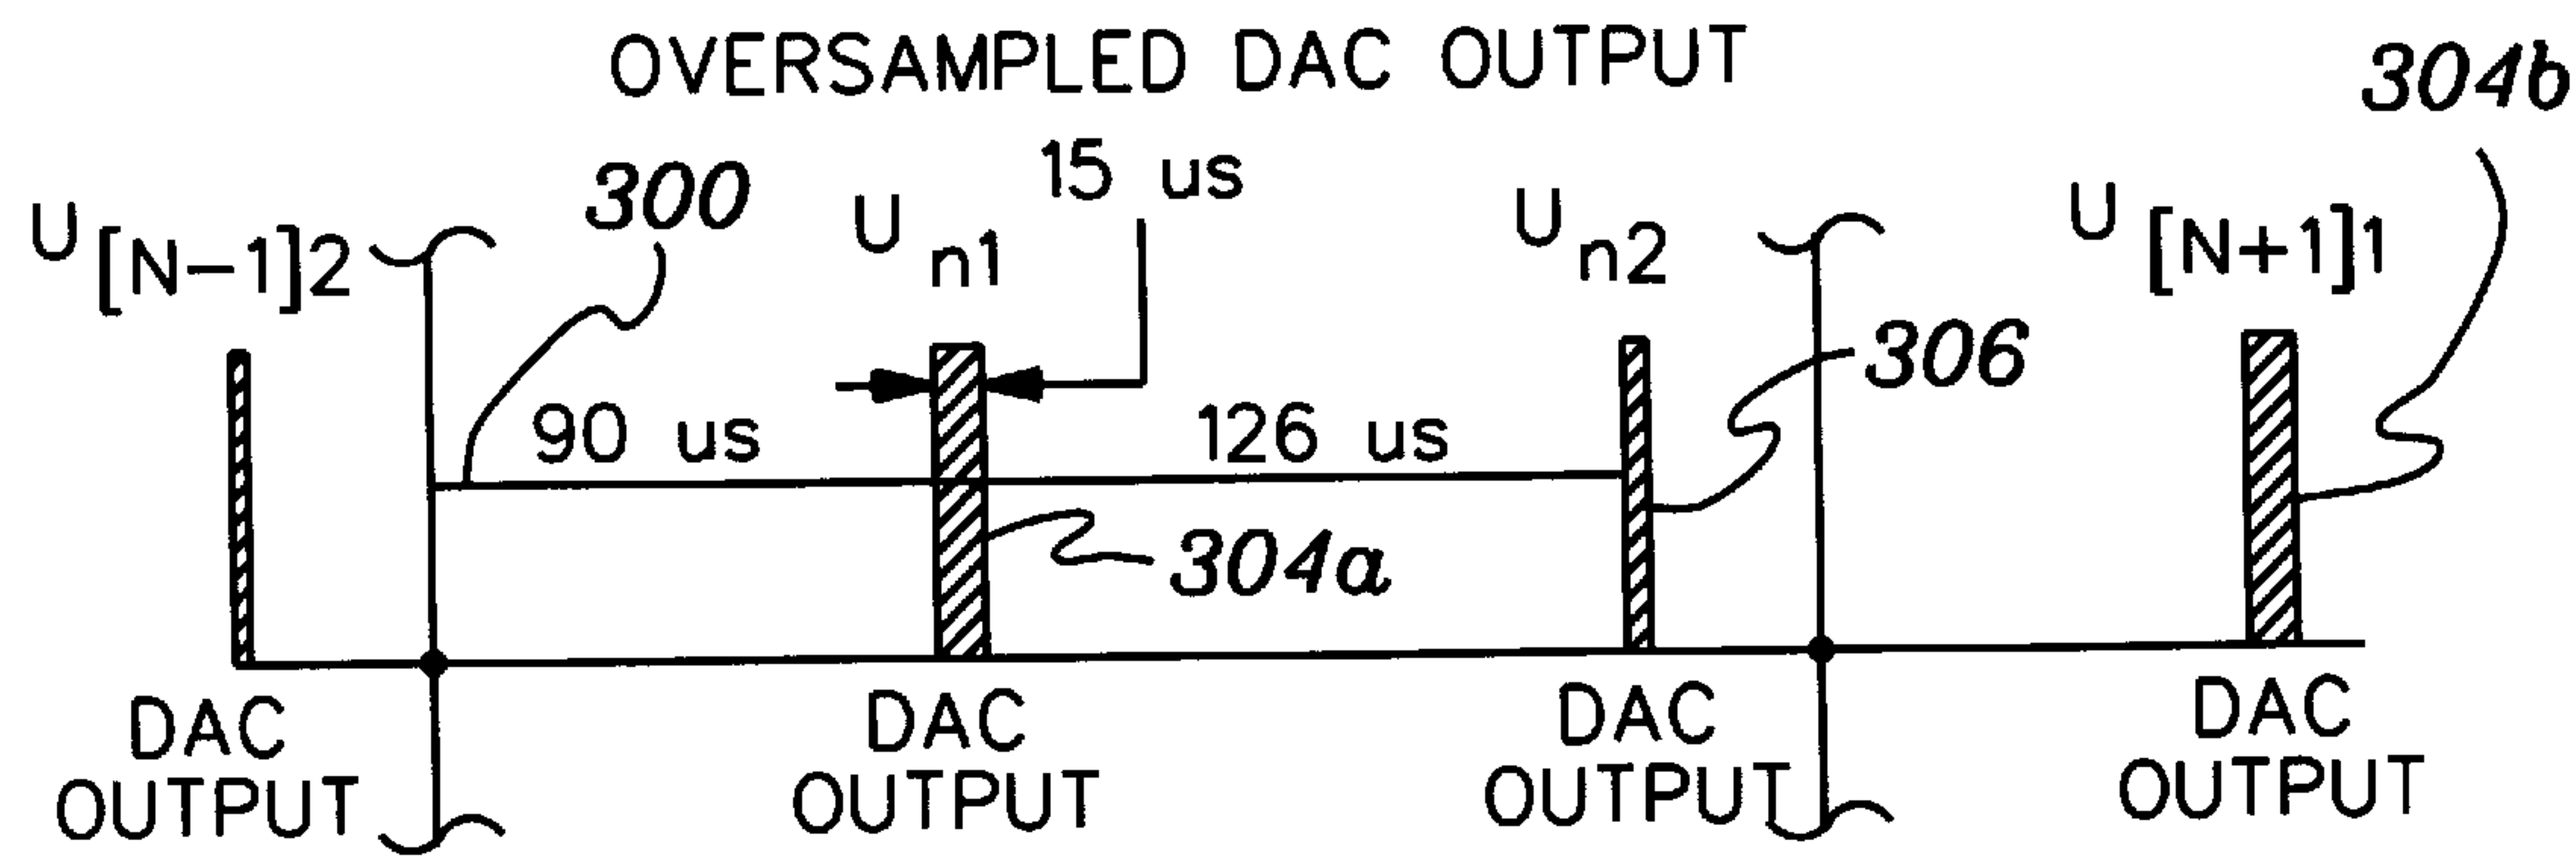 OVERSAMPLED DAC OUTPUT
304b
15 us
300
U[N-1]2
Un1
Un2
U[N+1]1
306
90 us
126 us
304a
DAC
OUTPUT
DAC
OUTPUT
DAC
OUTPUT
DAC
OUTPUT